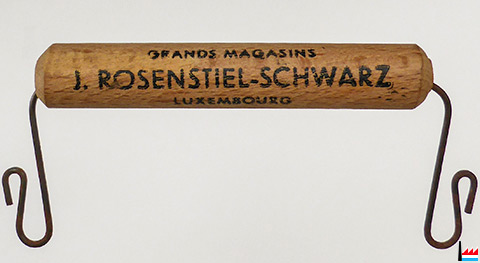 GRANDS MAGASINS
J. ROSENSTIEL-SCHWARZ
LUXEMBOURG